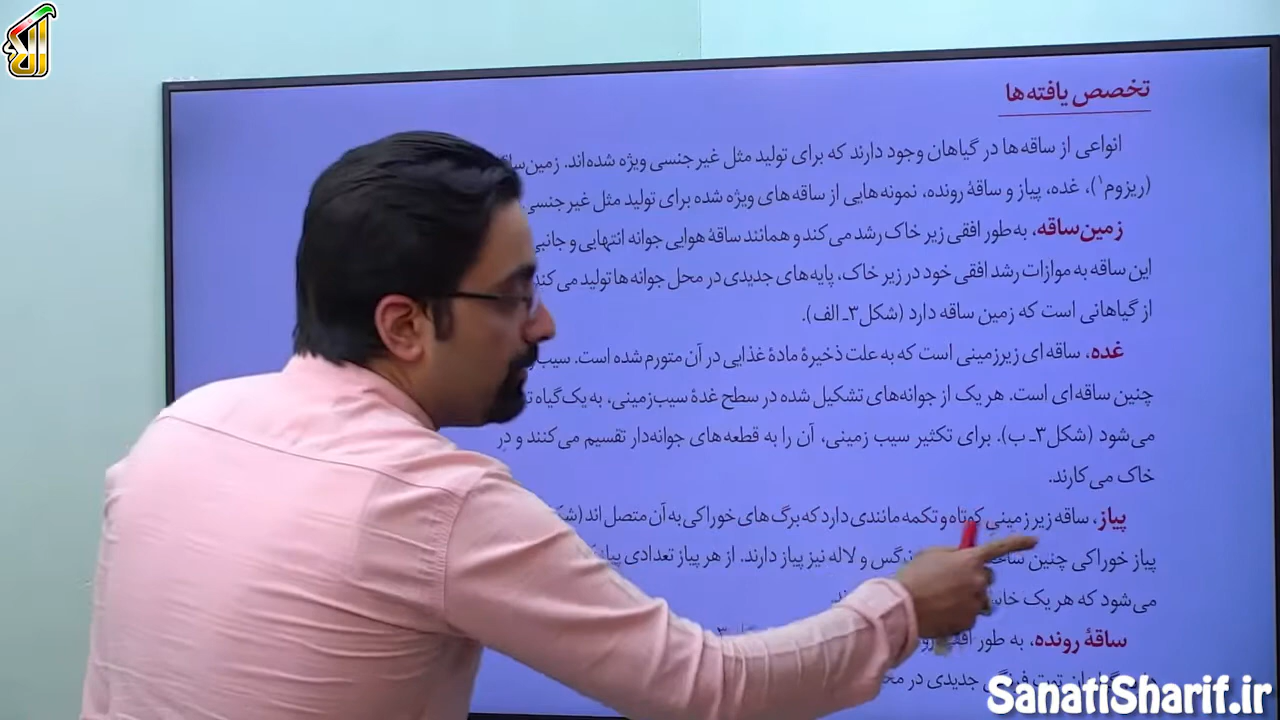 تخصص یافته‌ها
انواعی از ساقه‌ها در گیاهان وجود دارند که برای تولید مثل غیر جنسی ویژه شده‌اند.
(ریزوم۱)، غده، پیاز و ساقهٔ رونده، نمونه‌هایی از ساقه‌های ویژه شده برای تولید مثل غیر جنسی
زمین‌ساقه، به‌طور افقی زیر خاک رشد می‌کند و همانند ساقهٔ هوایی جوانه انتهایی و جانبی
این ساقه به موازات رشد افقی خود در زیر خاک، پایه‌های جدیدی در محل جوانه‌ها تولید می‌کند
از گیاهانی است که زمین ساقه دارد (شکل ۳ـ الف).
غده، ساقه‌ای زیرزمینی است که به علت ذخیرهٔ مادهٔ غذایی در آن متورم شده است.
چنین ساقه‌ای است. هر یک از جوانه‌های تشکیل شده در سطح غدهٔ سیب‌زمینی، به یک گیاه
می‌شود (شکل ۳ـ ب). برای تکثیر سیب زمینی، آن را به قطعه‌های جوانه‌دار تقسیم می‌کنند و در
خاک می‌کارند.
پیاز، ساقه زیرزمینی کوتاه و تکمه مانندی دارد که برگ‌های خوراکی به آن متصل‌اند
پیاز خوراکی چنین و لاله نیز پیاز دارند. از هر پیاز تعدادی
می‌شود که هر یک
ساقهٔ رونده، به طور
جدیدی در
SanatiSharif.ir